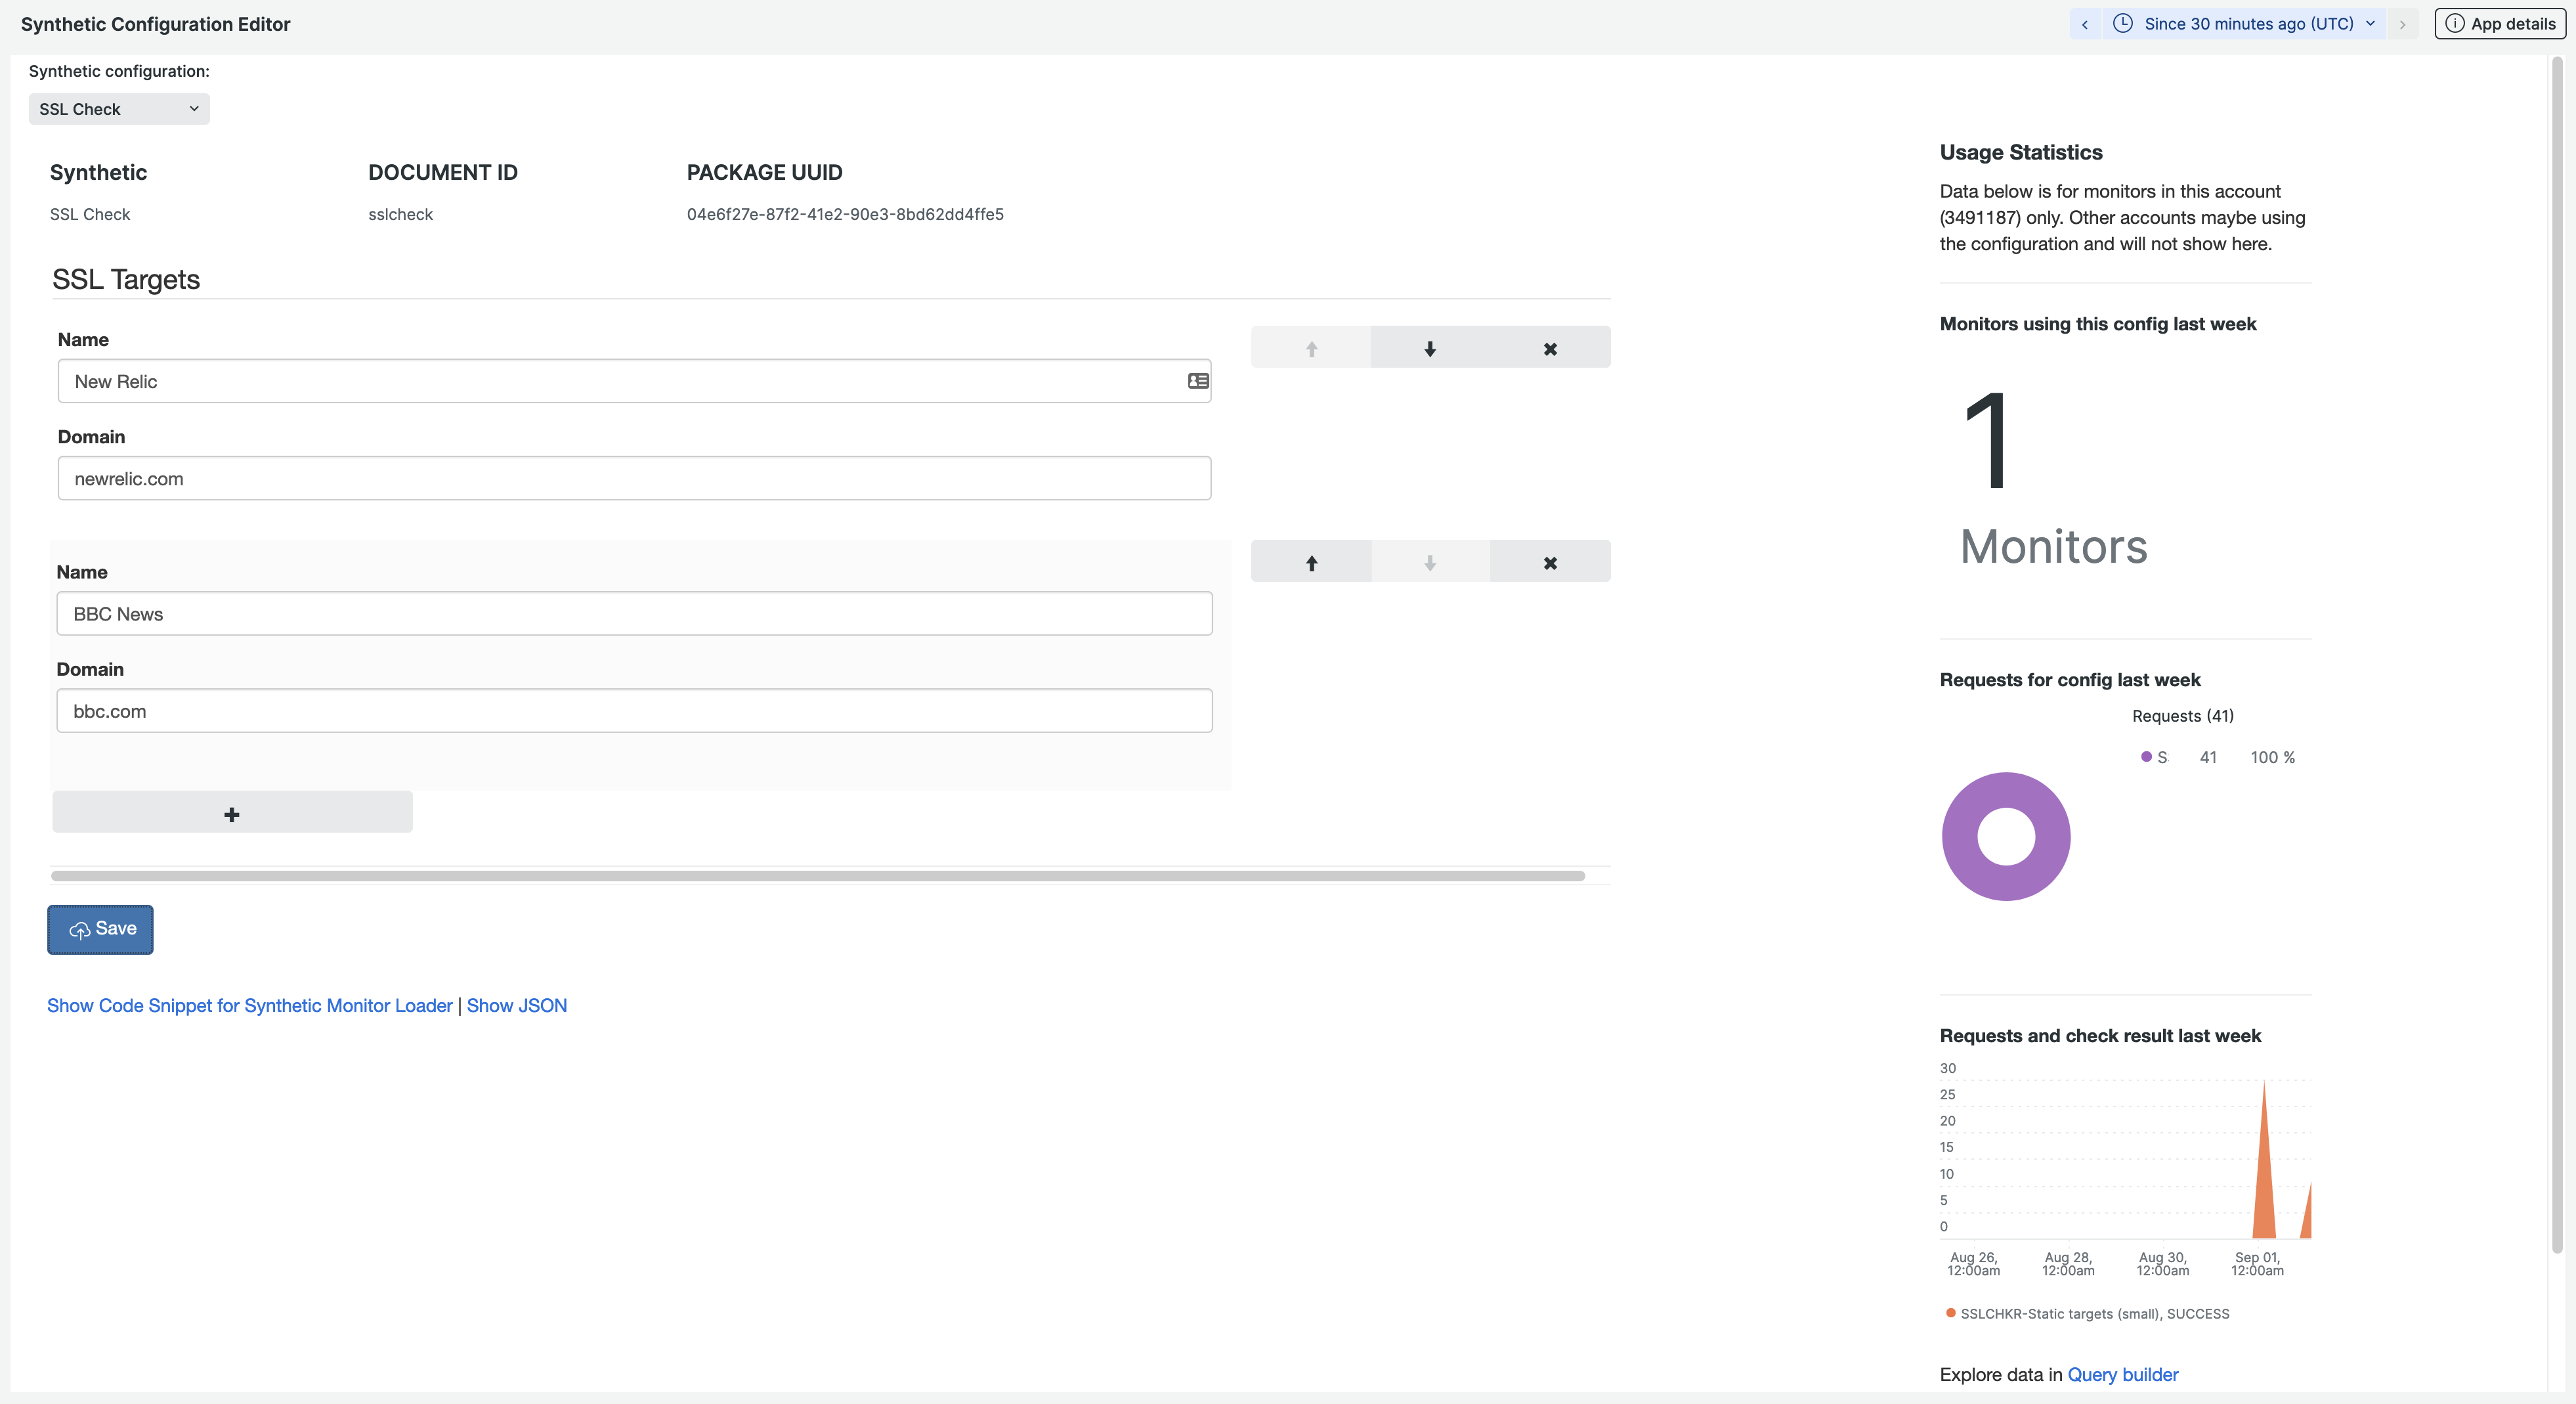 Synthetic Configuration Editor
Since 30 minutes ago (UTC)
App details
Synthetic configuration:
SSL Check
Synthetic
DOCUMENT ID
PACKAGE UUID
SSL Check
sslcheck
04e6f27e-87f2-41e2-90e3-8bd62dd4ffe5
SSL Targets
Name
New Relic
Domain
newrelic.com
Name
BBC News
Domain
bbc.com
Save
Show Code Snippet for Synthetic Monitor Loader | Show JSON
Usage Statistics
Data below is for monitors in this account
(3491187) only. Other accounts maybe using
the configuration and will not show here.
Monitors using this config last week
1
Monitors
Requests for config last week
Requests (41)
S 41 100 %
Requests and check result last week
30
25
20
15
10
5
0
Aug 26,
12:00am
Aug 28,
12:00am
Aug 30,
12:00am
Sep 01,
12:00am
SSLCHKR-Static targets (small), SUCCESS
Explore data in Query builder